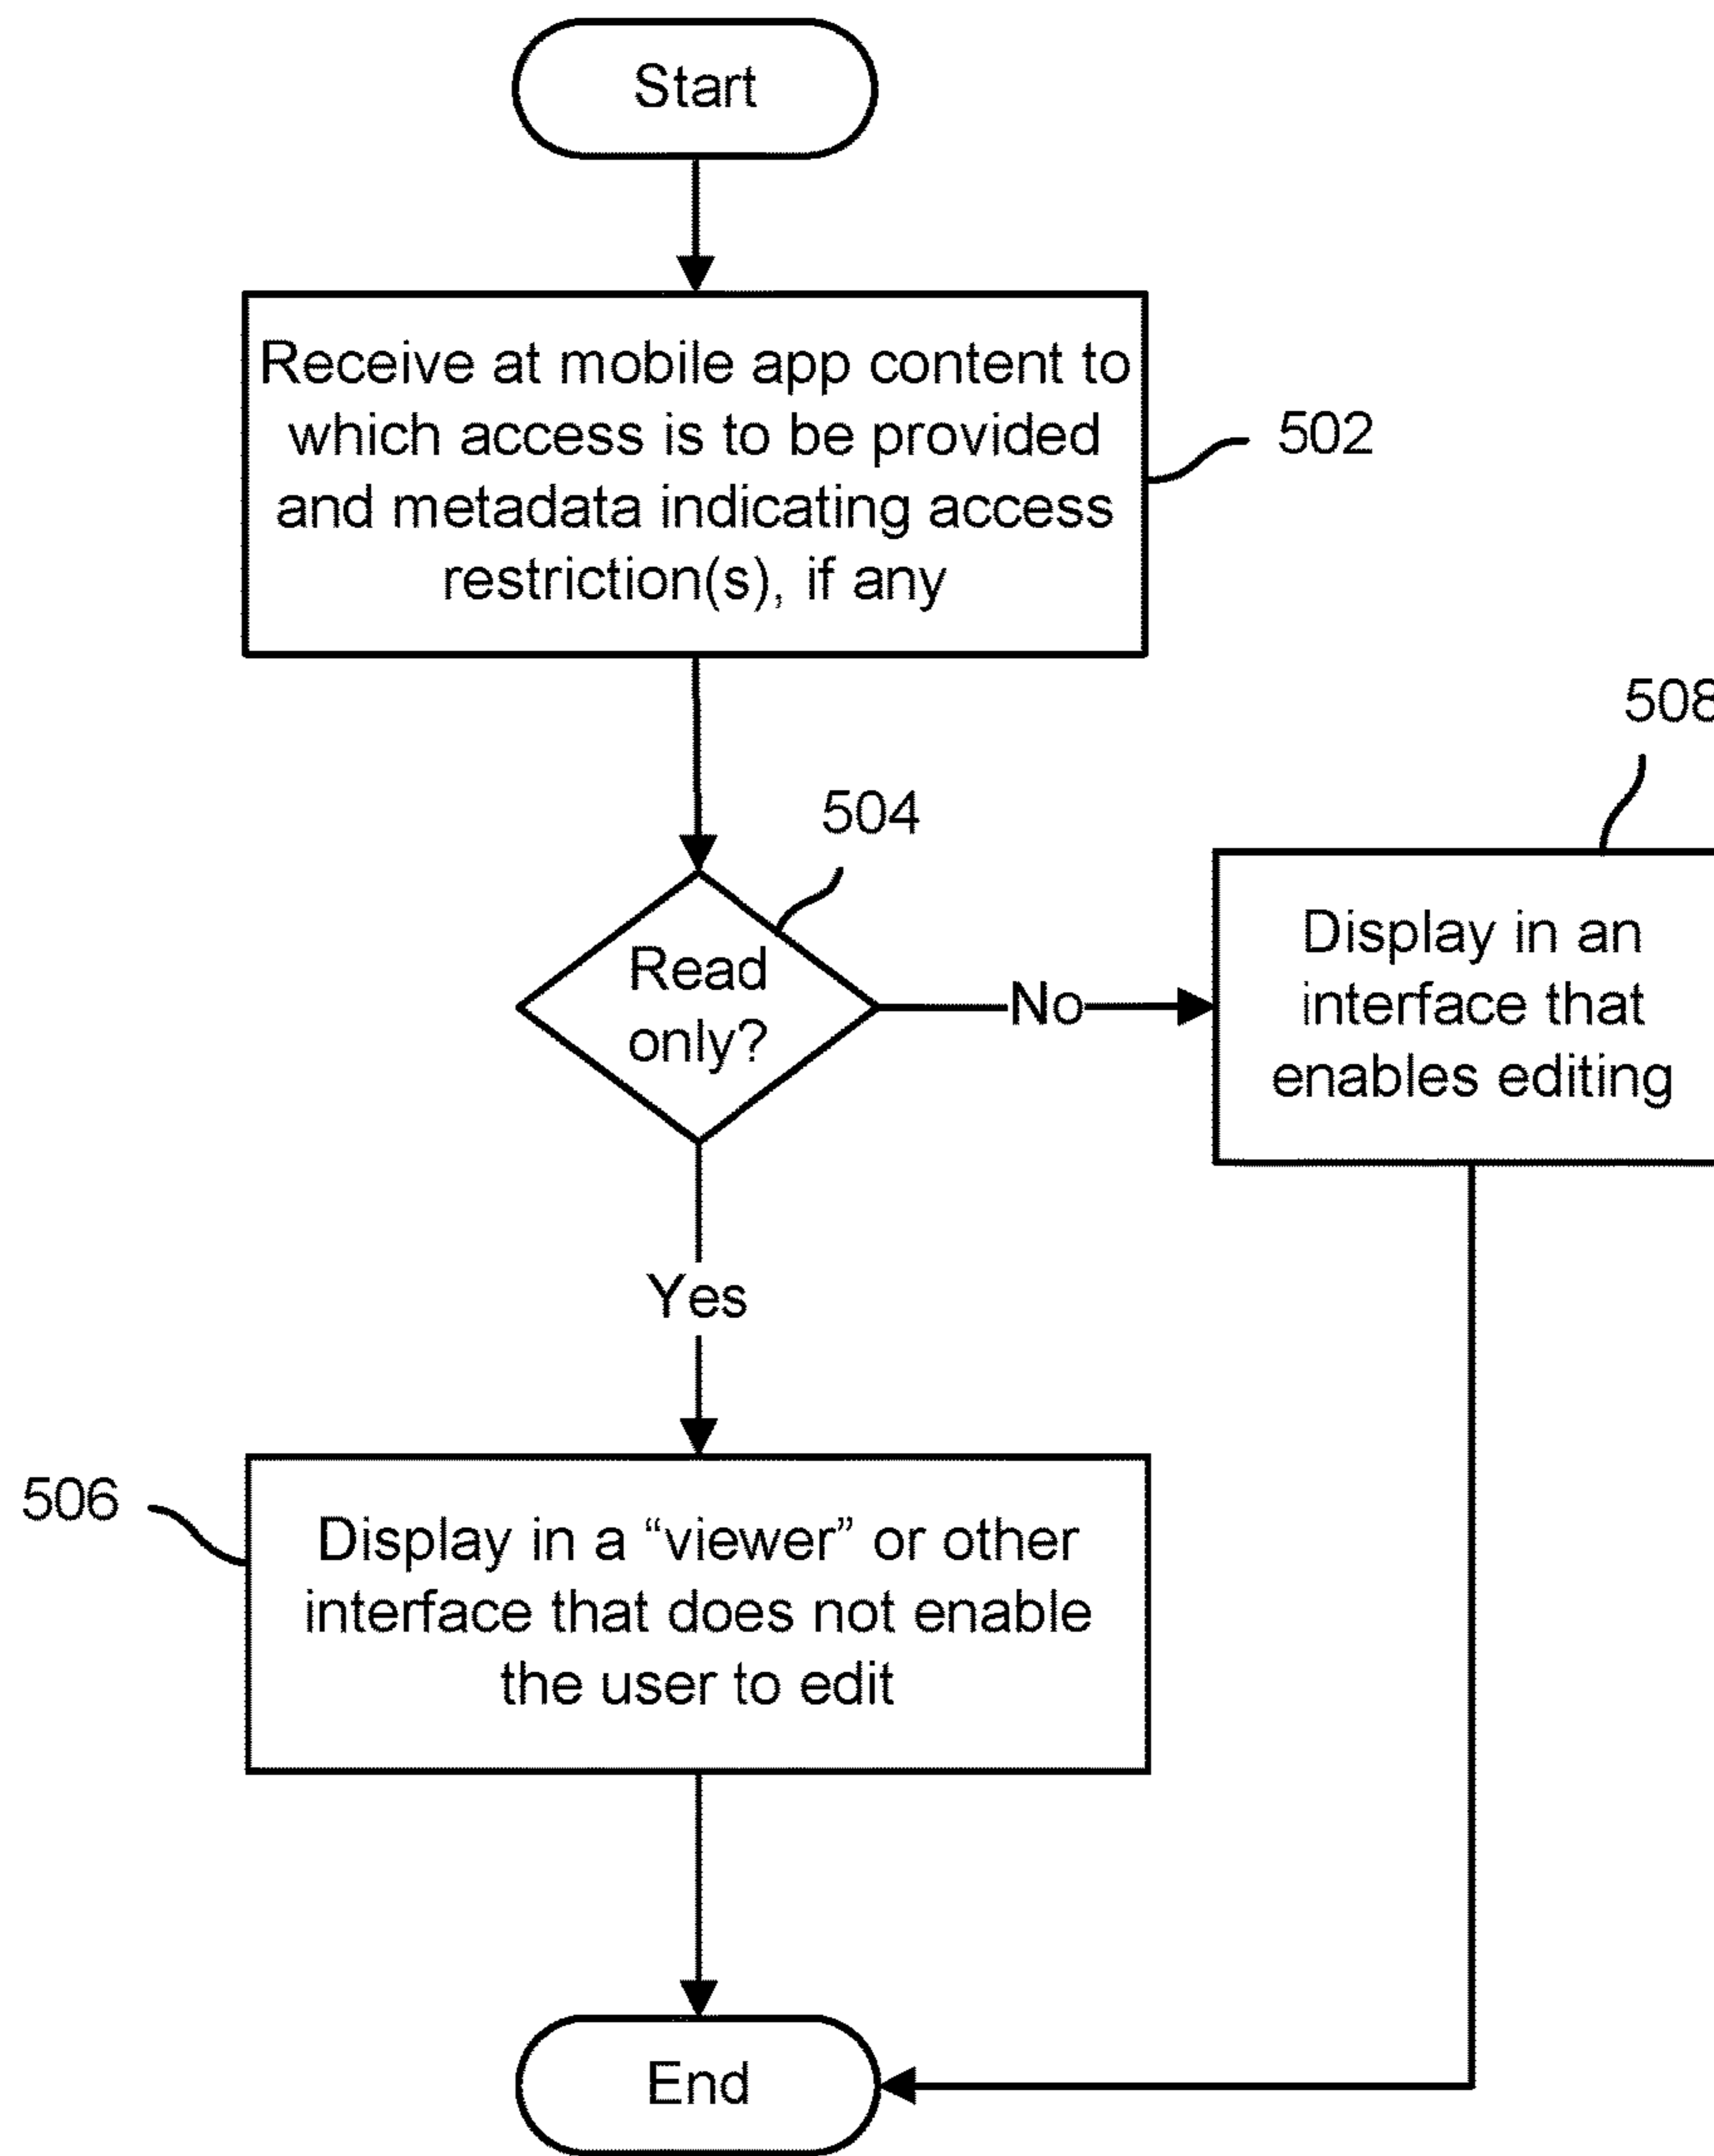 Start
Receive at mobile app content to
which access is to be provided
and metadata indicating access
restriction(s), if any
502
508
504
Read
only?
No
Display in an
interface that
enables editing
Yes
506
Display in a “viewer” or other
interface that does not enable
the user to edit
End